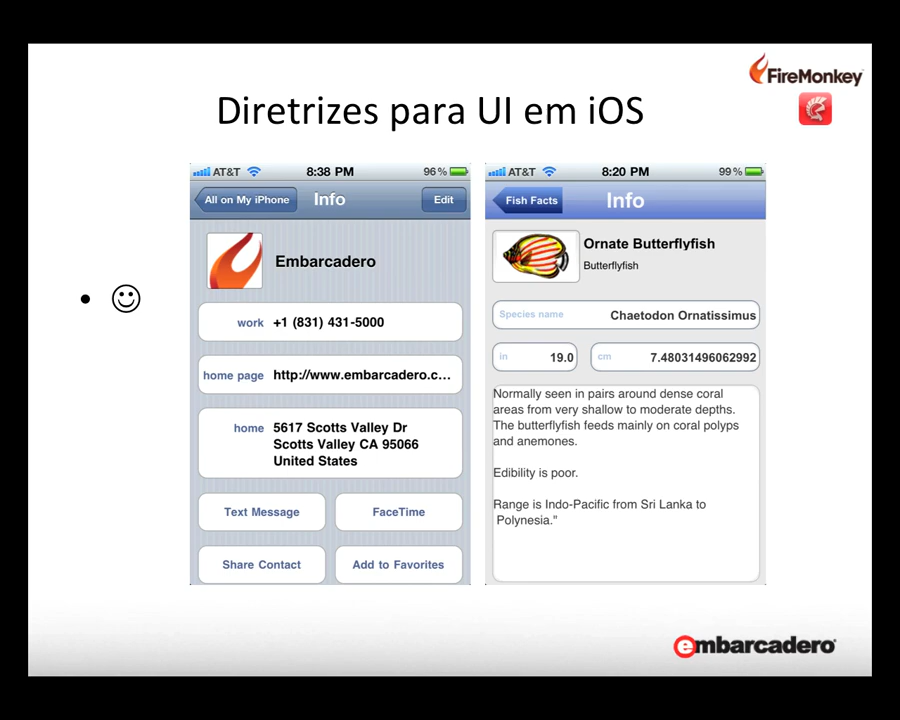 FireMonkey
Diretrizes para UI em iOS
AT&T 8:38 PM 96%
All on My iPhone Info Edit
Embarcadero
work +1 (831) 431-5000
home page http://www.embarcadero.c...
home 5617 Scotts Valley Dr
Scotts Valley CA 95066
United States
Text Message FaceTime
Share Contact Add to Favorites
AT&T 8:20 PM 99%
Fish Facts Info
Ornate Butterflyfish
Butterflyfish
Species name Chaetodon Ornatissimus
in 19.0 cm 7.48031496062992
Normally seen in pairs around dense coral
areas from very shallow to moderate depths.
The butterflyfish feeds mainly on coral polyps
and anemones.
Edibility is poor.
Range is Indo-Pacific from Sri Lanka to
Polynesia."
embarcadero